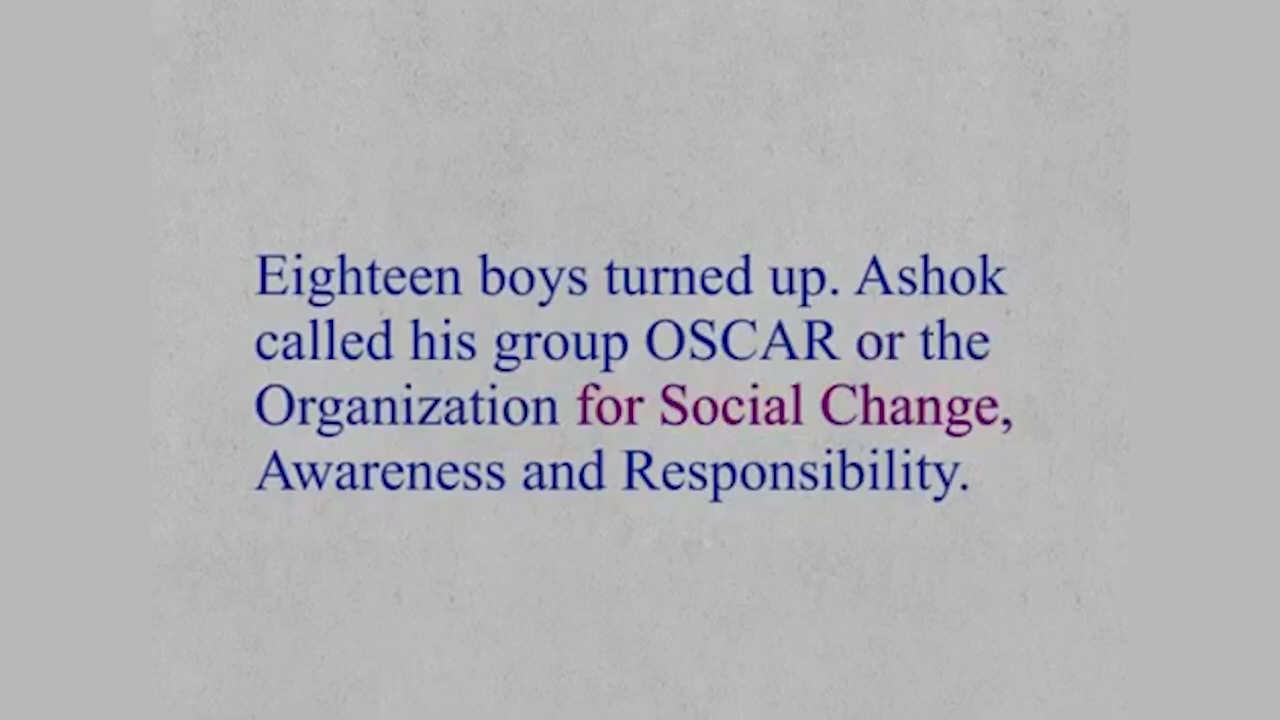 Eighteen boys turned up. Ashok
called his group OSCAR or the
Organization for Social Change,
Awareness and Responsibility.